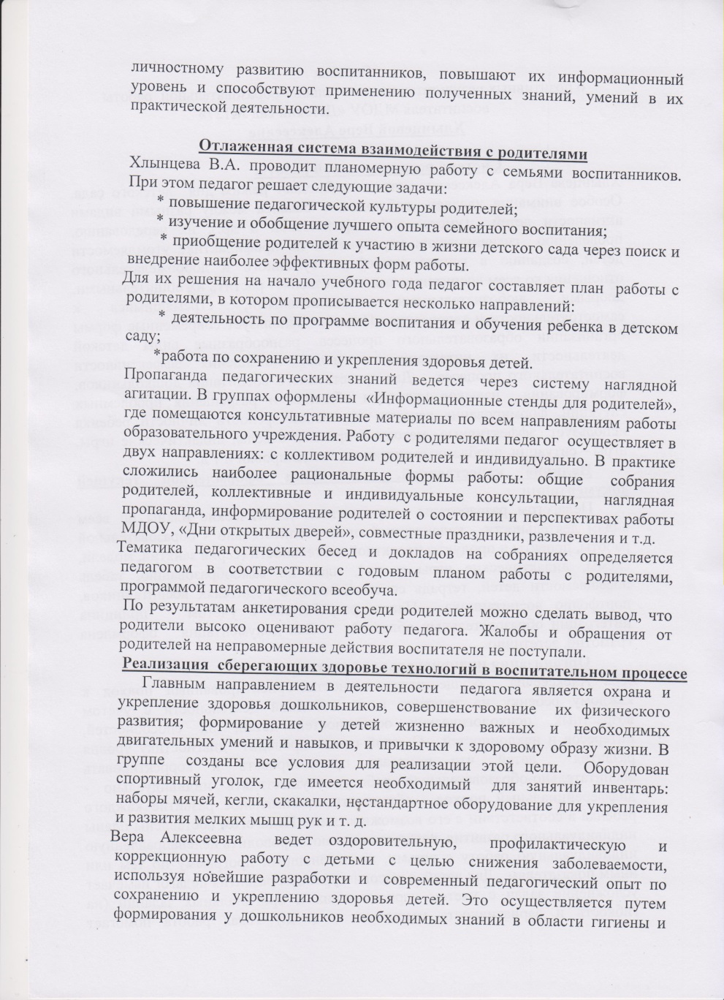 личностному развитию воспитанников, повышают их информационный
уровень и способствуют применению полученных знаний, умений в их
практической деятельности.
Отлаженная система взаимодействия с родителями
Хлынцева В.А. проводит планомерную работу с семьями воспитанников.
При этом педагог решает следующие задачи:
* повышение педагогической культуры родителей;
* изучение и обобщение лучшего опыта семейного воспитания;
* приобщение родителей к участию в жизни детского сада через поиск и
внедрение наиболее эффективных форм работы.
Для их решения на начало учебного года педагог составляет план работы с
родителями, в котором прописывается несколько направлений:
* деятельность по программе воспитания и обучения ребенка в детском
саду;
*работа по сохранению и укрепления здоровья детей.
Пропаганда педагогических знаний ведется через систему наглядной
агитации. В группах оформлены «Информационные стенды для родителей»,
где помещаются консультативные материалы по всем направлениям работы
образовательного учреждения. Работу с родителями педагог осуществляет в
двух направлениях: с коллективом родителей и индивидуально. В практике
сложились наиболее рациональные формы работы: общие собрания
родителей, коллективные и индивидуальные консультации, наглядная
пропаганда, информирование родителей о состоянии и перспективах работы
МДОУ, «Дни открытых дверей», совместные праздники, развлечения и т.д.
Тематика педагогических бесед и докладов на собраниях определяется
педагогом в соответствии с годовым планом работы с родителями,
программой педагогического всеобуча.
По результатам анкетирования среди родителей можно сделать вывод, что
родители высоко оценивают работу педагога. Жалобы и обращения от
родителей на неправомерные действия воспитателя не поступали.
Реализация сберегающих здоровье технологий в воспитательном процессе
Главным направлением в деятельности педагога является охрана и
укрепление здоровья дошкольников, совершенствование их физического
развития; формирование у детей жизненно важных и необходимых
двигательных умений и навыков, и привычки к здоровому образу жизни. В
группе созданы все условия для реализации этой цели. Оборудован
спортивный уголок, где имеется необходимый для занятий инвентарь:
наборы мячей, кегли, скакалки, нестандартное оборудование для укрепления
и развития мелких мышц рук и т. д.
Вера Алексеевна ведет оздоровительную, профилактическую и
коррекционную работу с детьми с целью снижения заболеваемости,
используя новейшие разработки и современный педагогический опыт по
сохранению и укреплению здоровья детей. Это осуществляется путем
формирования у дошкольников необходимых знаний в области гигиены и